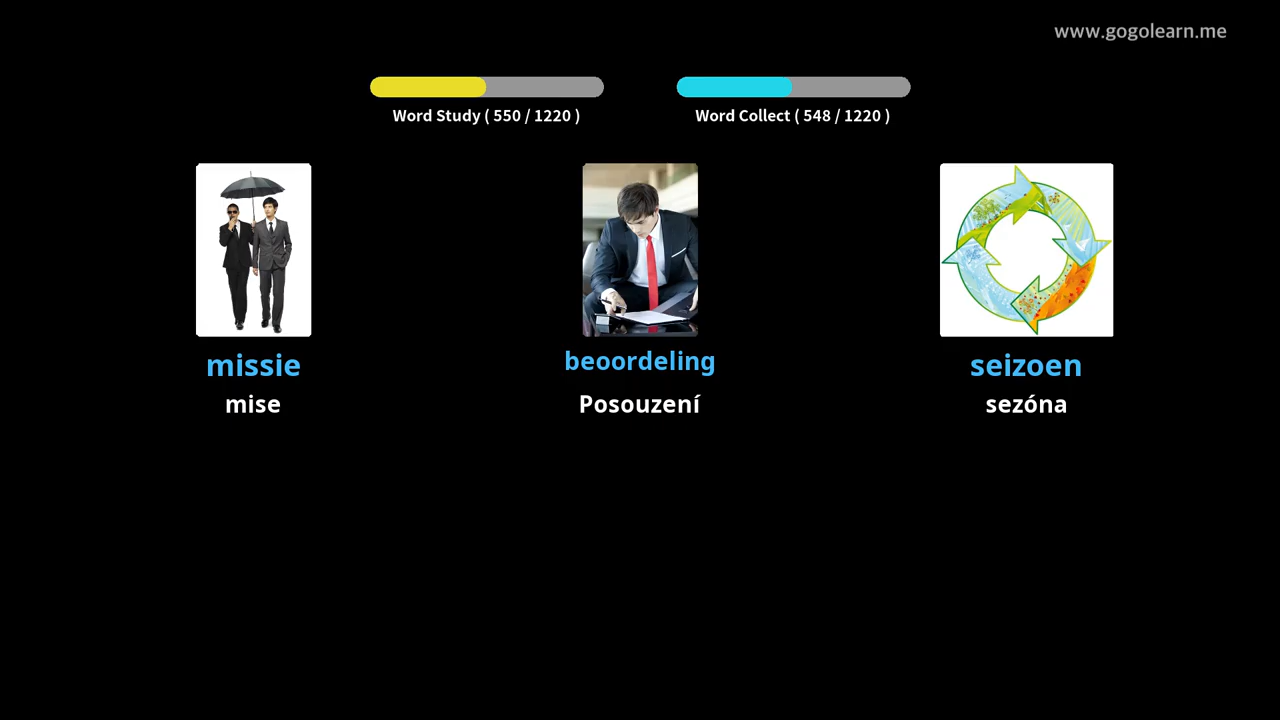 www.gogolearn.me
Word Study ( 550 / 1220 )
Word Collect ( 548 / 1220 )
missie
beoordeling
seizoen
mise
Posouzení
sezóna